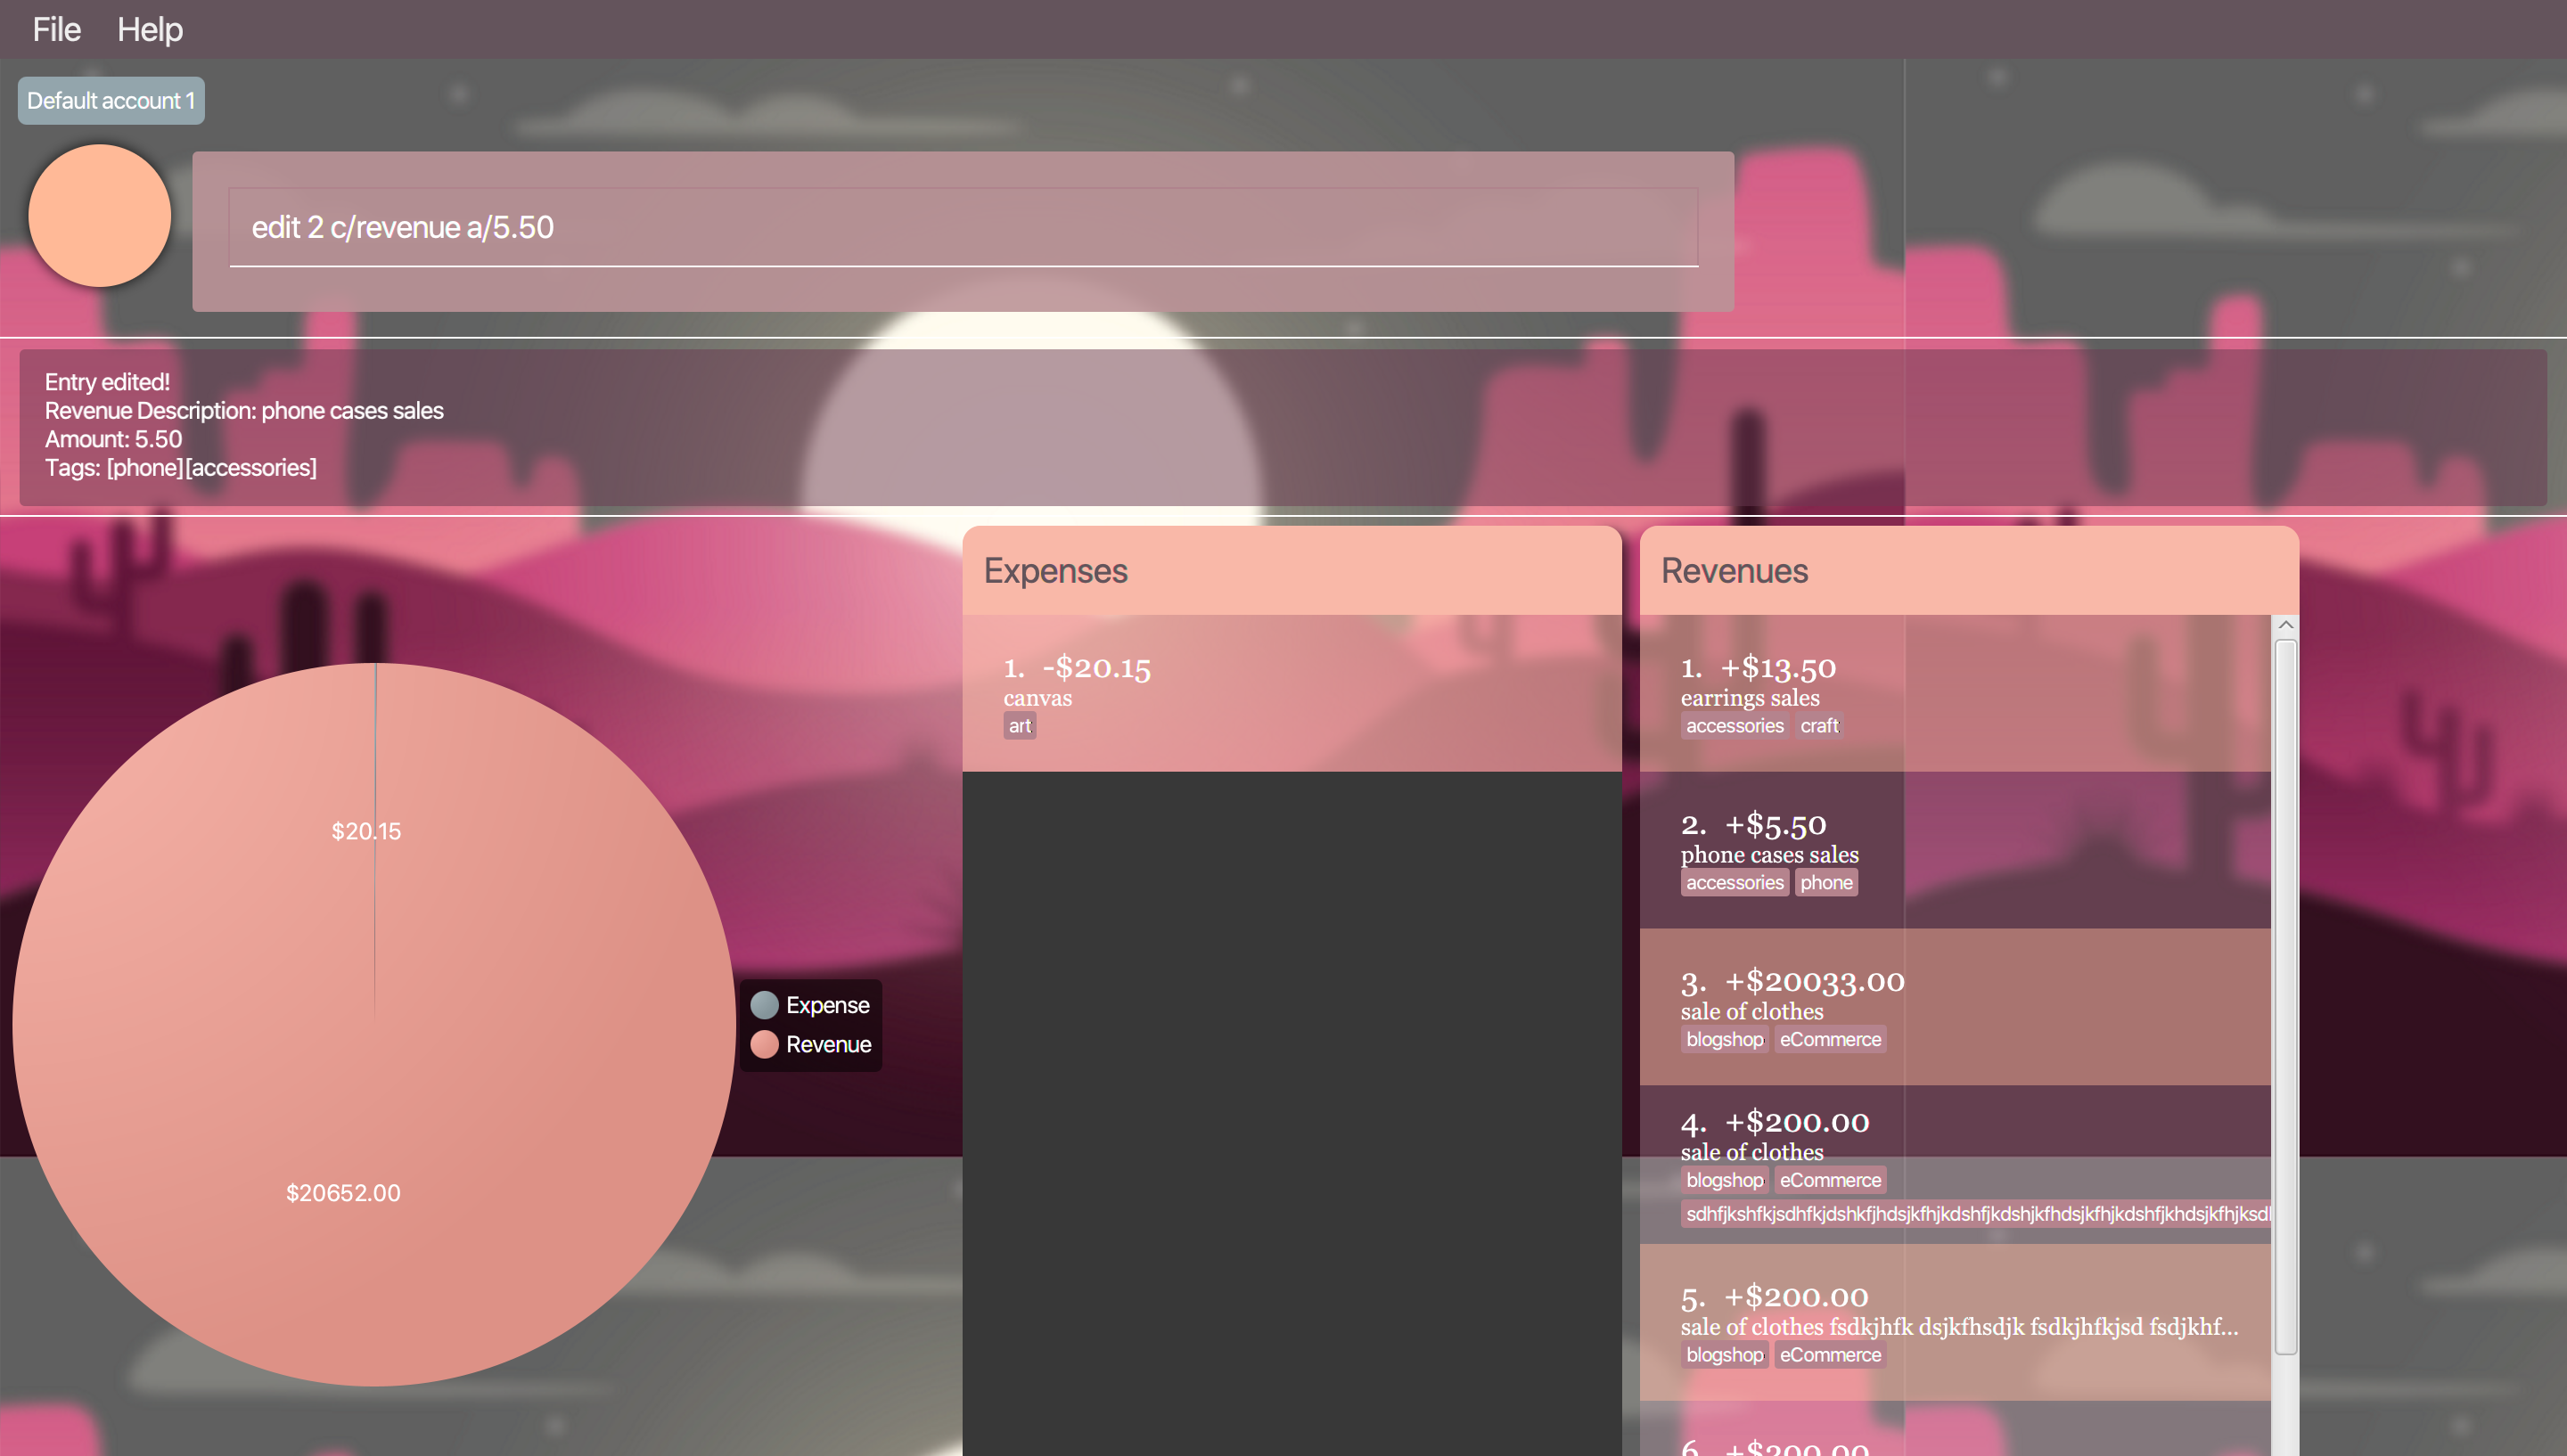 File Help
Default account 1
edit 2 c/revenue a/5.50
Entry edited!
Revenue Description: phone cases sales
Amount: 5.50
Tags: [phone][accessories]
$20.15
$20652.00
Expense
Revenue
Expenses
1. -$20.15
canvas
art
Revenues
1. +$13.50
earrings sales
accessories craft
2. +$5.50
phone cases sales
accessories phone
3. +$20033.00
sale of clothes
blogshop eCommerce
4. +$200.00
sale of clothes
blogshop eCommerce
5. +$200.00
sale of clothes fsdkjhfk dsjkfhsdjk fsdkjhfkjsd fsdjkhf...
blogshop eCommerce
6. +$200.00